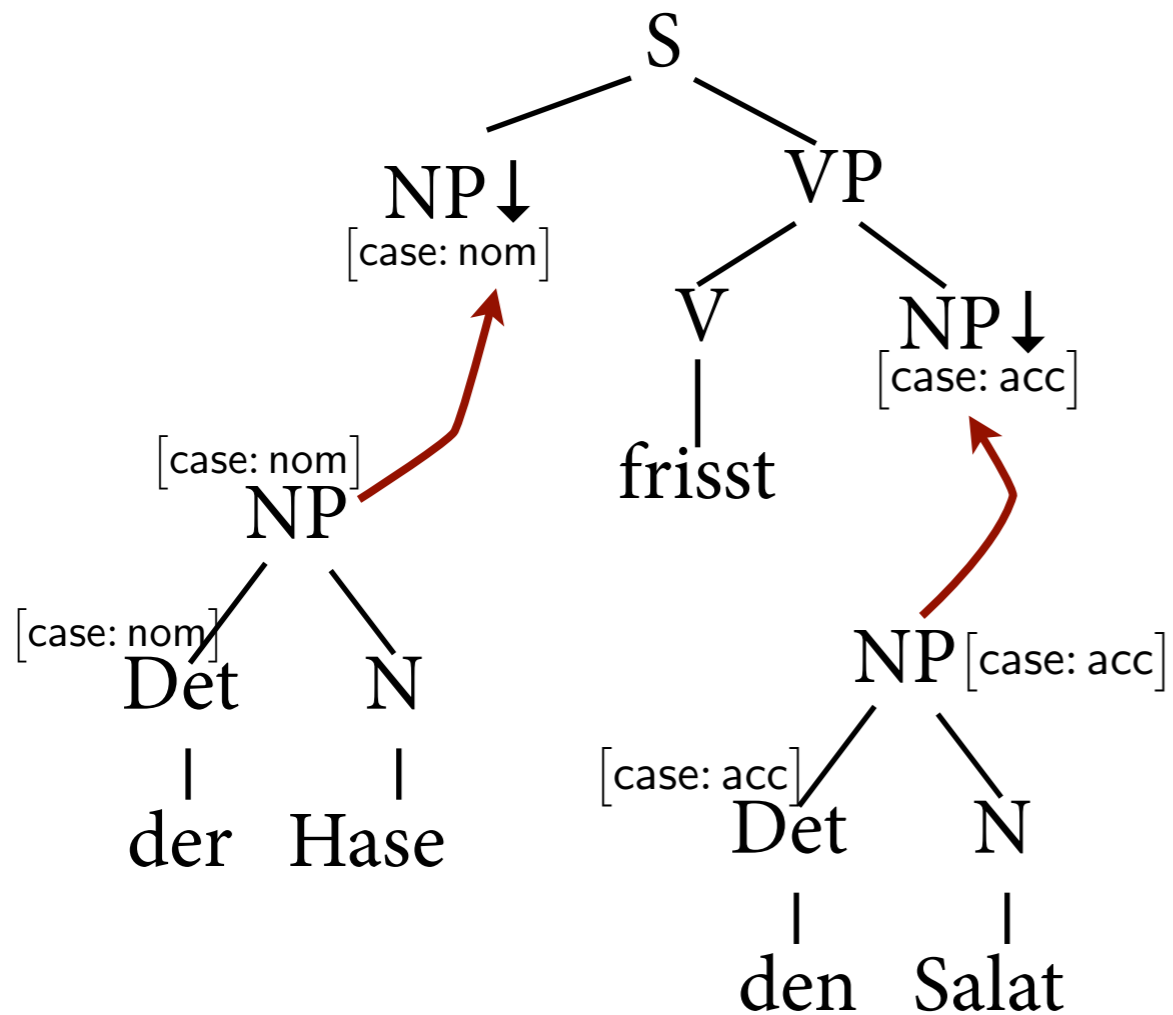 S
NP↓ VP
[case: nom]
V NP↓
[case: acc]
[case: nom]
NP frisst
[case: nom]
Det N NP [case: acc]
[case: acc]
der Hase Det N
den Salat